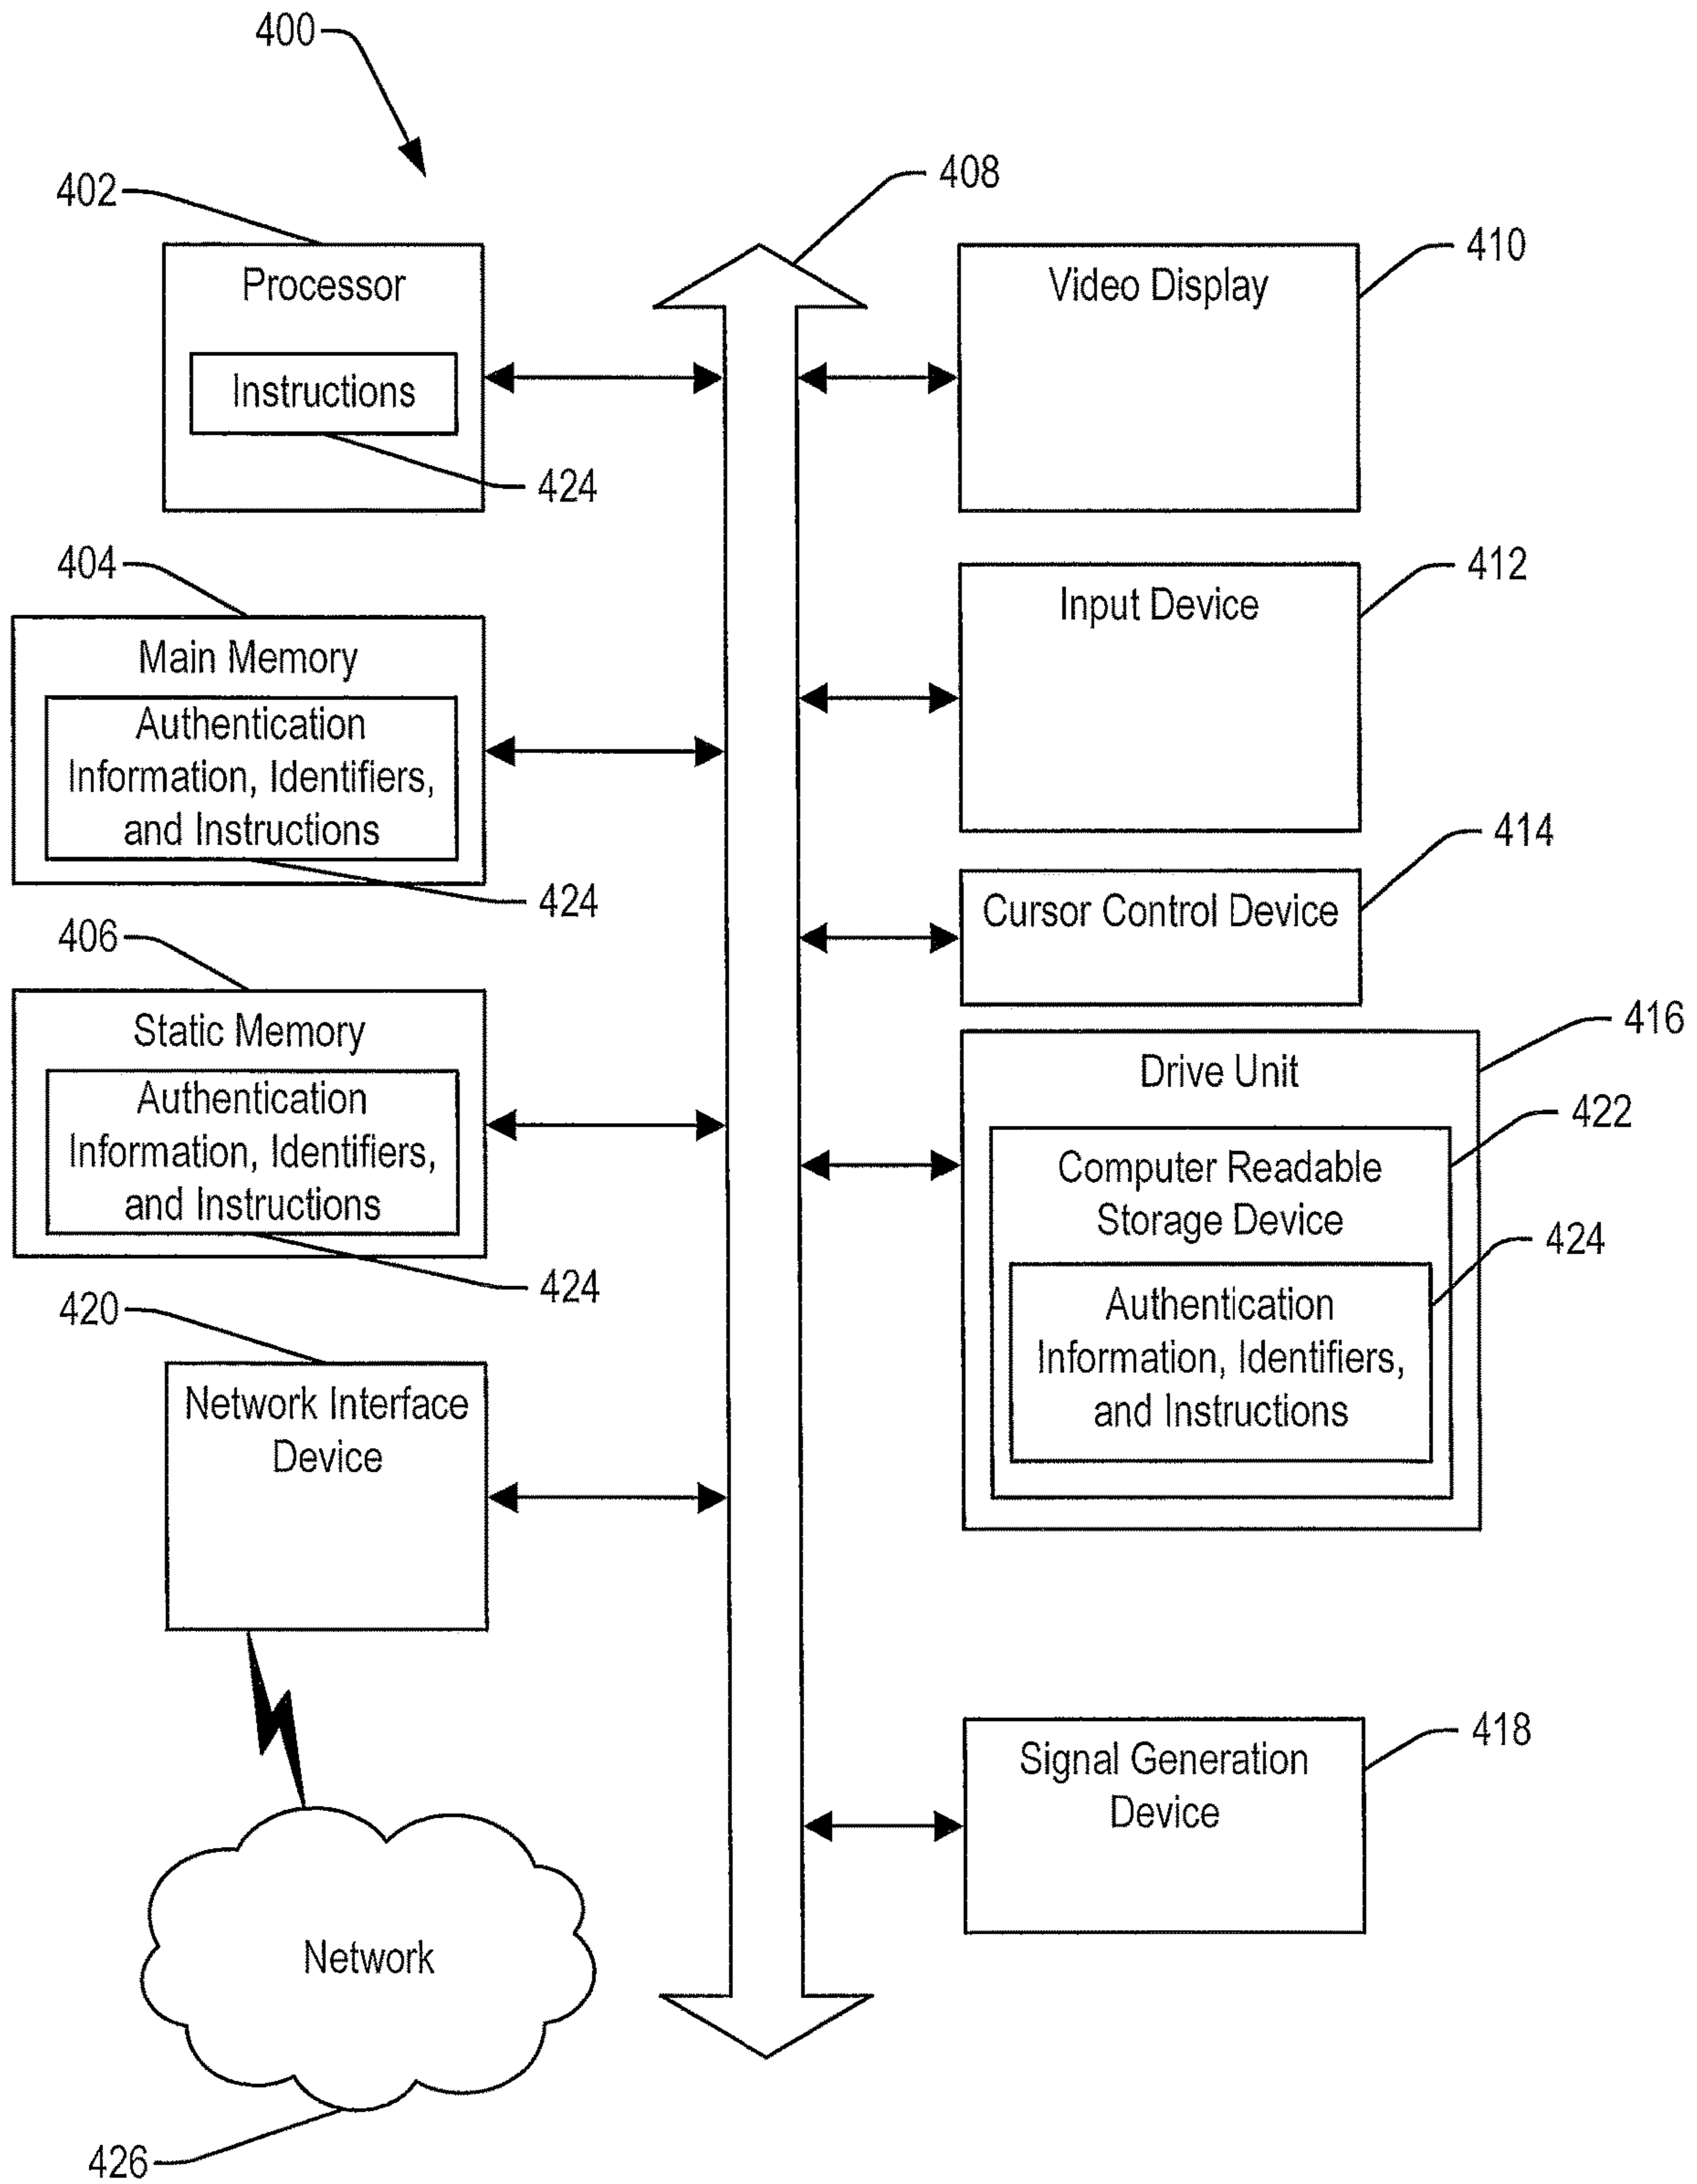 400
402
Processor
Instructions
424
404
Main Memory
Authentication
Information, Identifiers,
and Instructions
424
406
Static Memory
Authentication
Information, Identifiers,
and Instructions
424
420
Network Interface
Device
Network
426
408
Video Display
410
Input Device
412
Cursor Control Device
414
416
Drive Unit
422
Computer Readable
Storage Device
424
Authentication
Information, Identifiers,
and Instructions
Signal Generation
Device
418